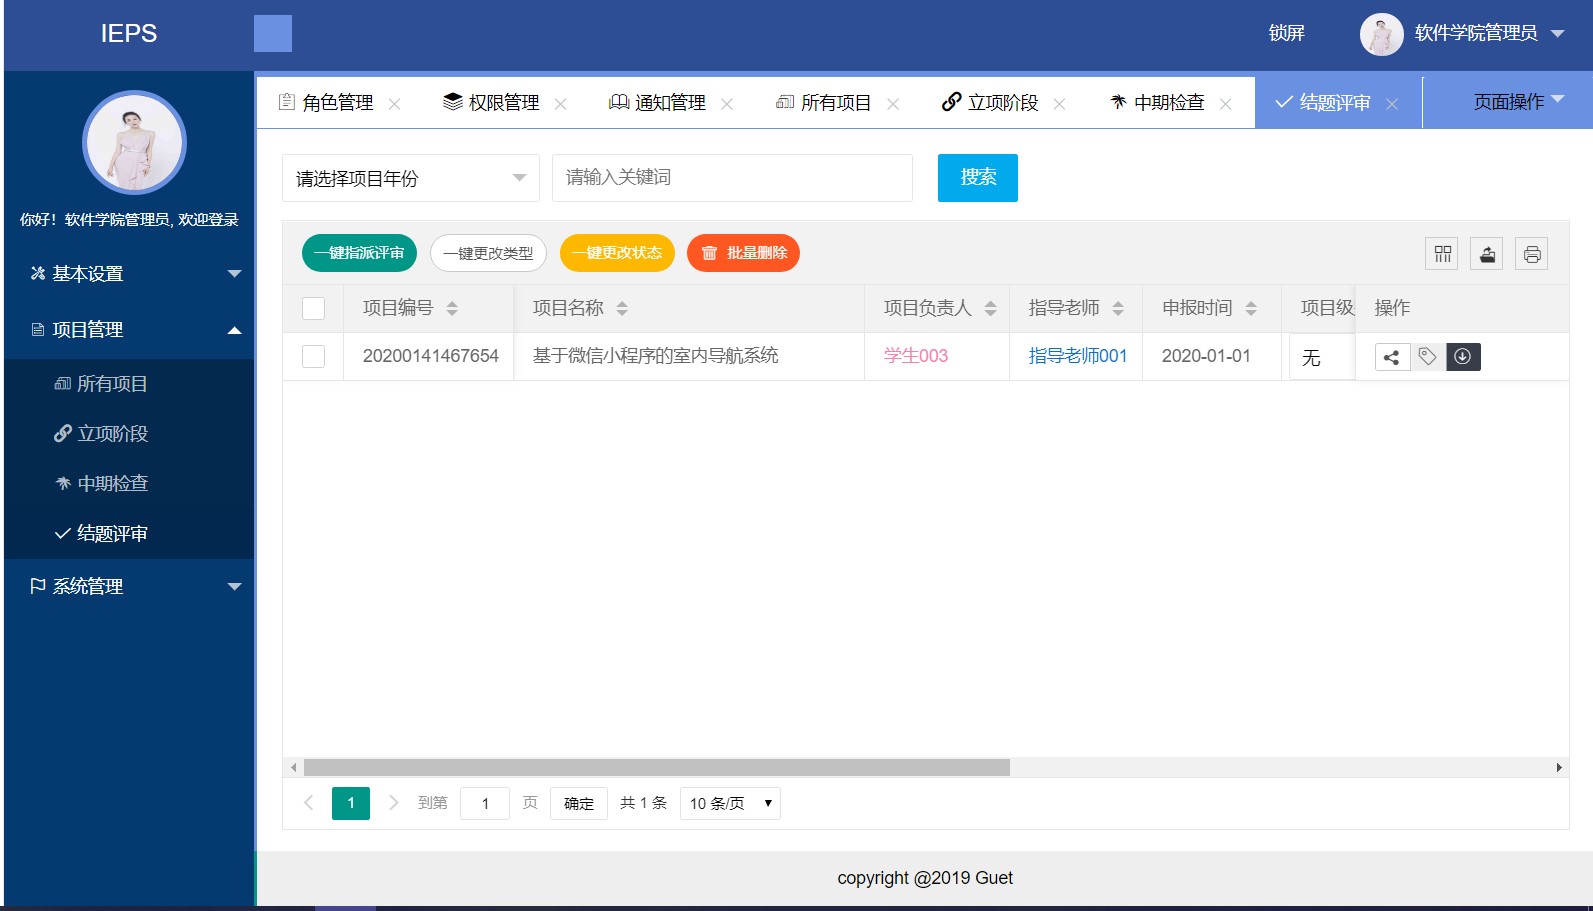 IEPS
锁屏
软件学院管理员
角色管理
权限管理
通知管理
所有项目
立项阶段
中期检查
结题评审
页面操作
你好！软件学院管理员, 欢迎登录
基本设置
项目管理
所有项目
立项阶段
中期检查
结题评审
系统管理
请选择项目年份
请输入关键词
搜索
一键指派评审
一键更改类型
一键更改状态
批量删除
项目编号 项目名称 项目负责人 指导老师 申报时间 项目级 操作
20200141467654 基于微信小程序的室内导航系统 学生003 指导老师001 2020-01-01 无
1 到第 1 页 确定 共 1 条 10 条/页
copyright @2019 Guet